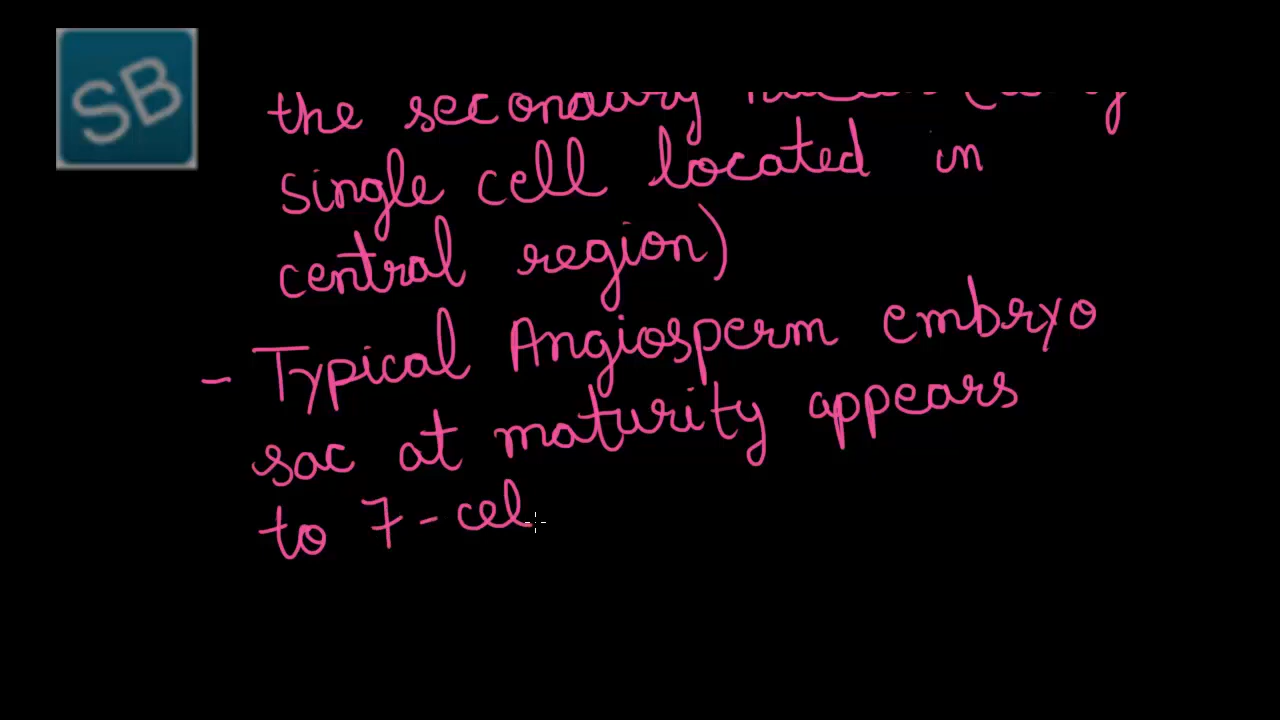 SB
the secondary
single cell located in
central region)
- Typical Angiosperm embryo
sac at maturity appears
to 7-cel